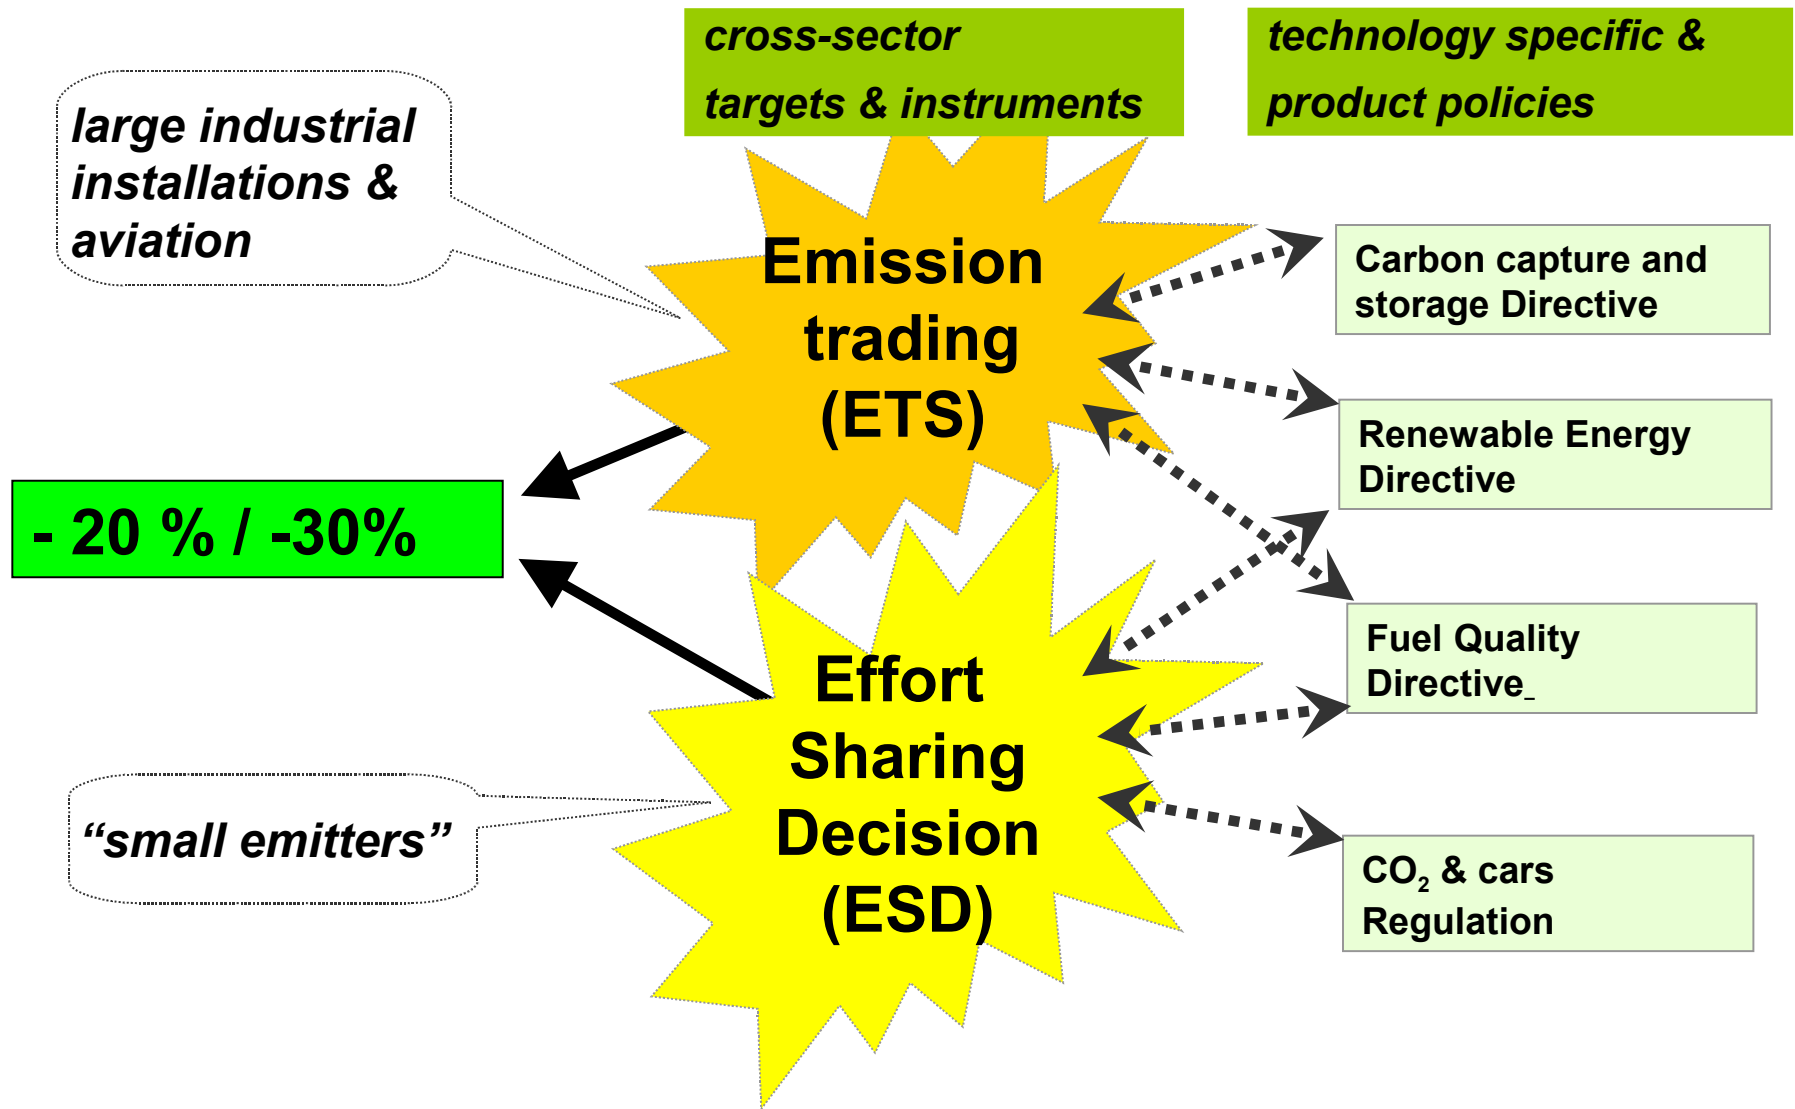 cross-sector
targets & instruments
technology specific &
product policies
large industrial
installations &
aviation
Emission
trading
(ETS)
Carbon capture and
storage Directive
Renewable Energy
Directive
- 20 % / -30%
Fuel Quality
Directive_
Effort
Sharing
Decision
(ESD)
“small emitters”
CO₂ & cars
Regulation